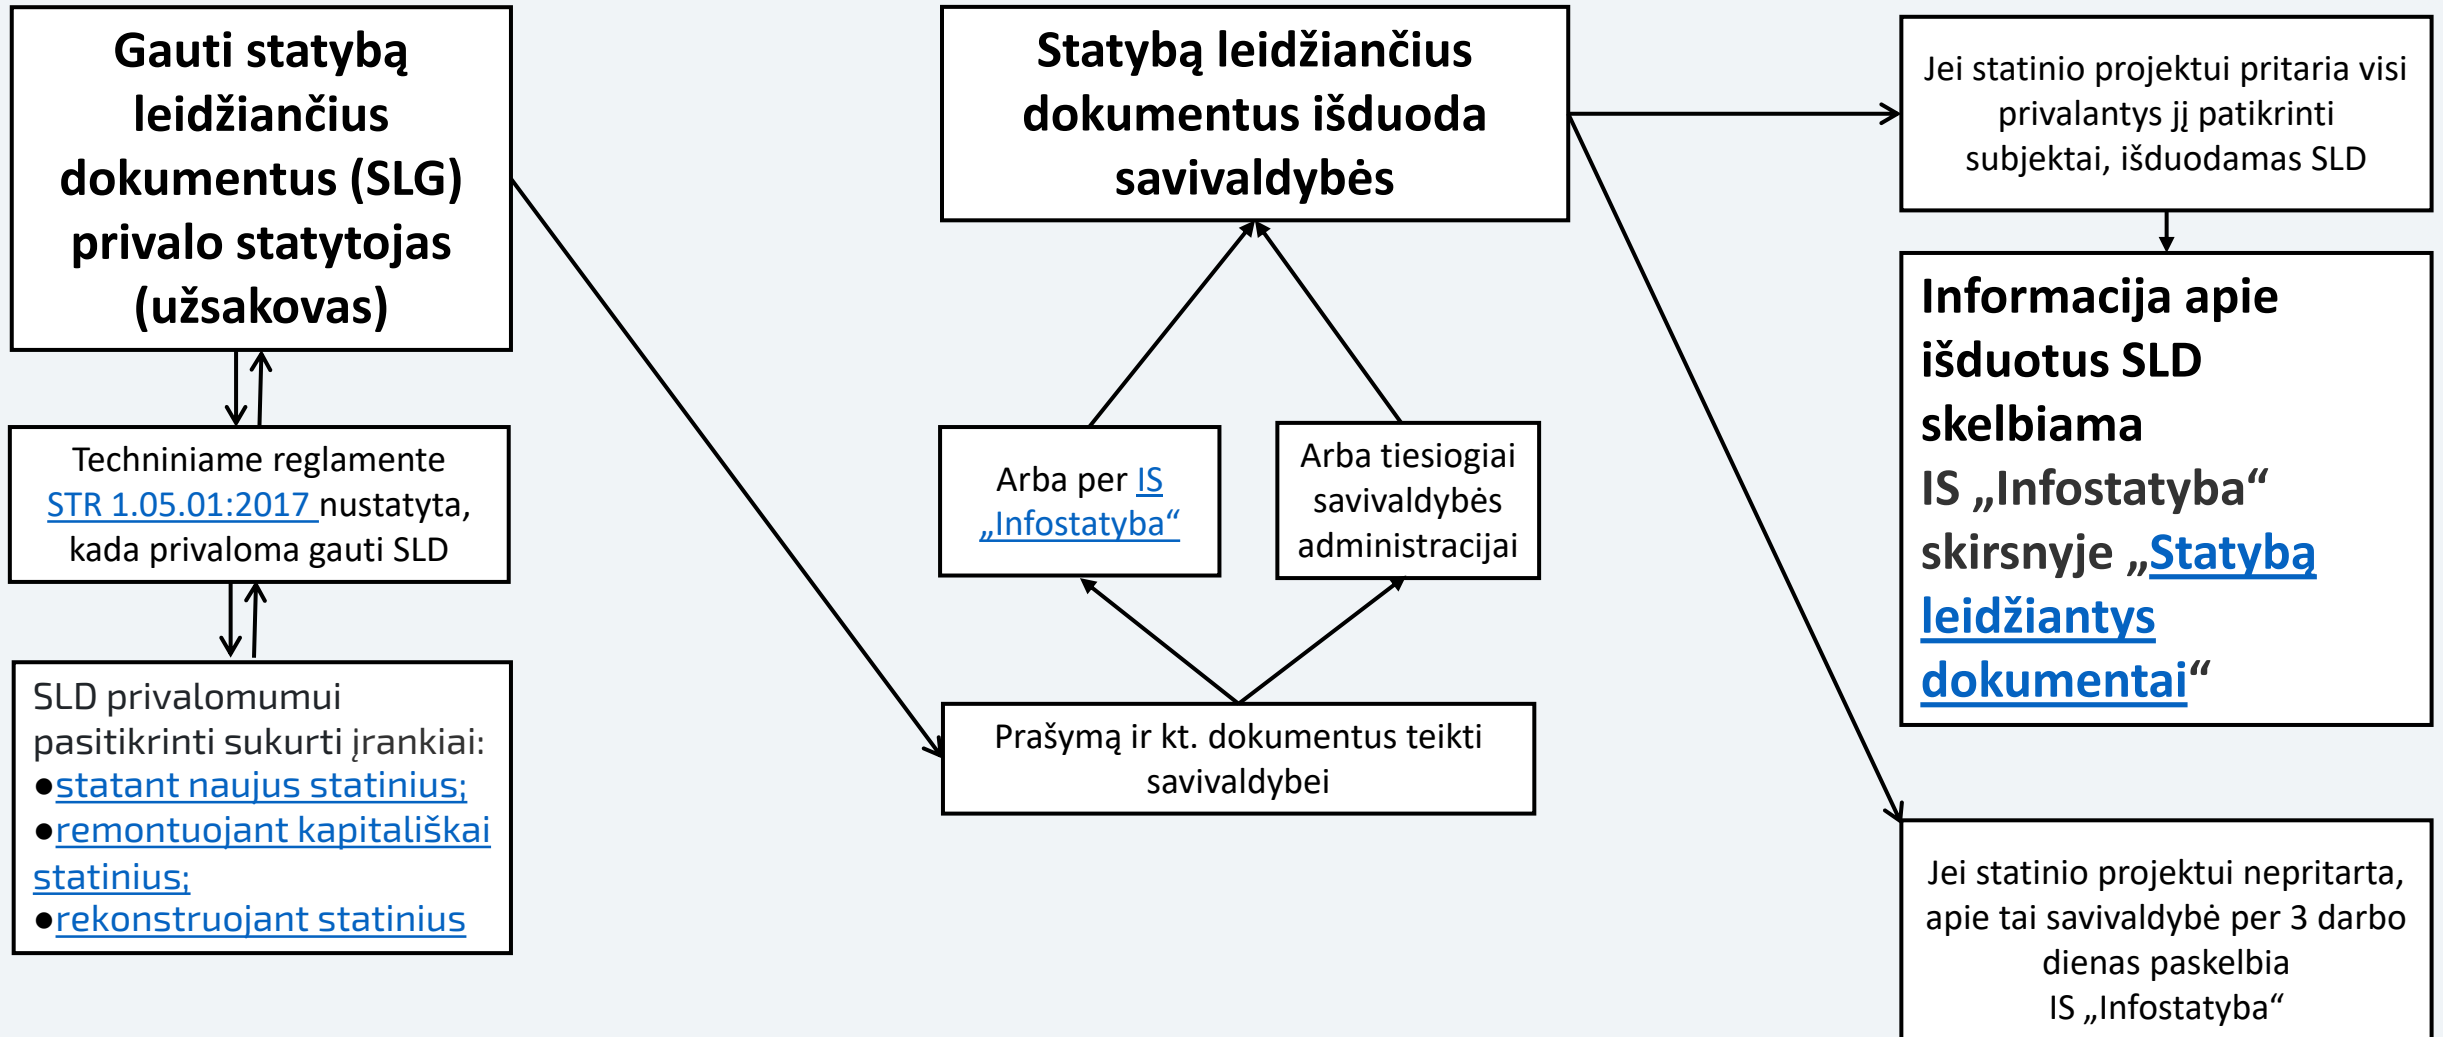 Gauti statybą
leidžiančius
dokumentus (SLG)
privalo statytojas
(užsakovas)
Techniniame reglamente
STR 1.05.01:2017 nustatyta,
kada privaloma gauti SLD
SLD privalomumui
pasitikrinti sukurti įrankiai:
●statant naujus statinius;
●remontuojant kapitališkai
statinius;
●rekonstruojant statinius
Statybą leidžiančius
dokumentus išduoda
savivaldybės
Arba per IS
„Infostatyba“
Arba tiesiogiai
savivaldybės
administracijai
Prašymą ir kt. dokumentus teikti
savivaldybei
Jei statinio projektui pritaria visi
privalantys jį patikrinti
subjektai, išduodamas SLD
Informacija apie
išduotus SLD
skelbiama
IS „Infostatyba“
skirsnyje „Statybą
leidžiantys
dokumentai“
Jei statinio projektui nepritarta,
apie tai savivaldybė per 3 darbo
dienas paskelbia
IS „Infostatyba“